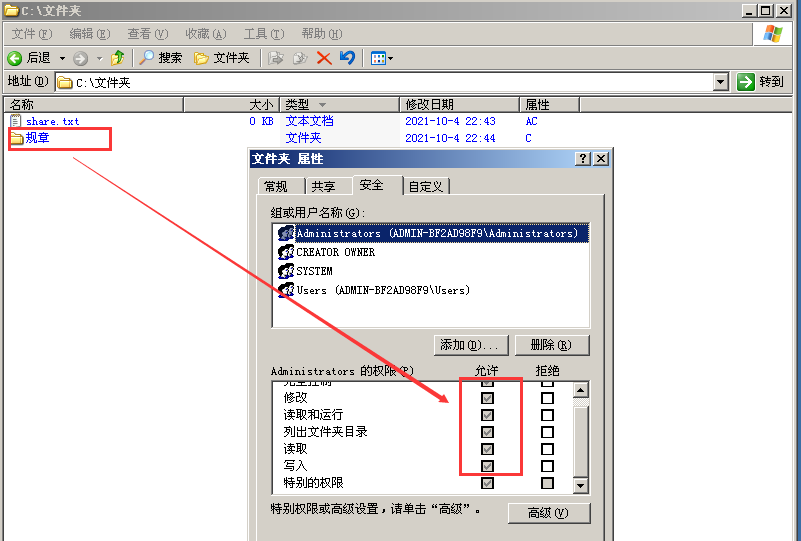 C:\文件夹
文件(F) 编辑(E) 查看(V) 收藏(A) 工具(T) 帮助(H)
后退 搜索 文件夹
地址(D) C:\文件夹 转到
名称 大小 类型 修改日期 属性
share.txt 0 KB 文本文档 2021-10-4 22:43 AC
规章 文件夹 2021-10-4 22:44 C
文件夹 属性
常规 共享 安全 自定义
组或用户名称(G):
Administrators (ADMIN-BF2AD98F9\Administrators)
CREATOR OWNER
SYSTEM
Users (ADMIN-BF2AD98F9\Users)
添加(D)... 删除(R)
Administrators 的权限(P) 允许 拒绝
完全控制
修改
读取和运行
列出文件夹目录
读取
写入
特别的权限
特别权限或高级设置，请单击“高级”。
高级(V)